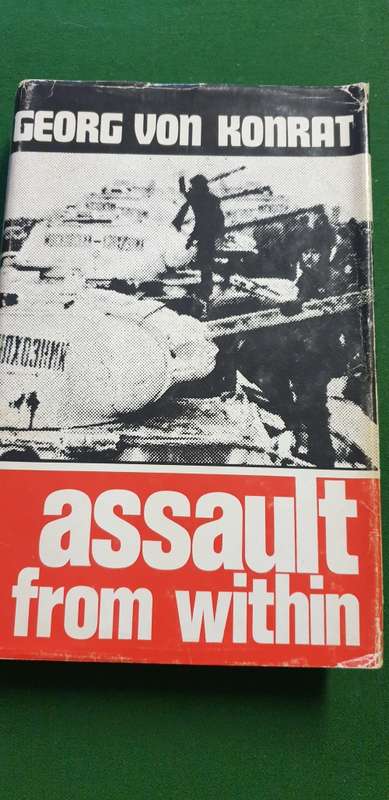 GEORG VON KONRAT
assault
from within